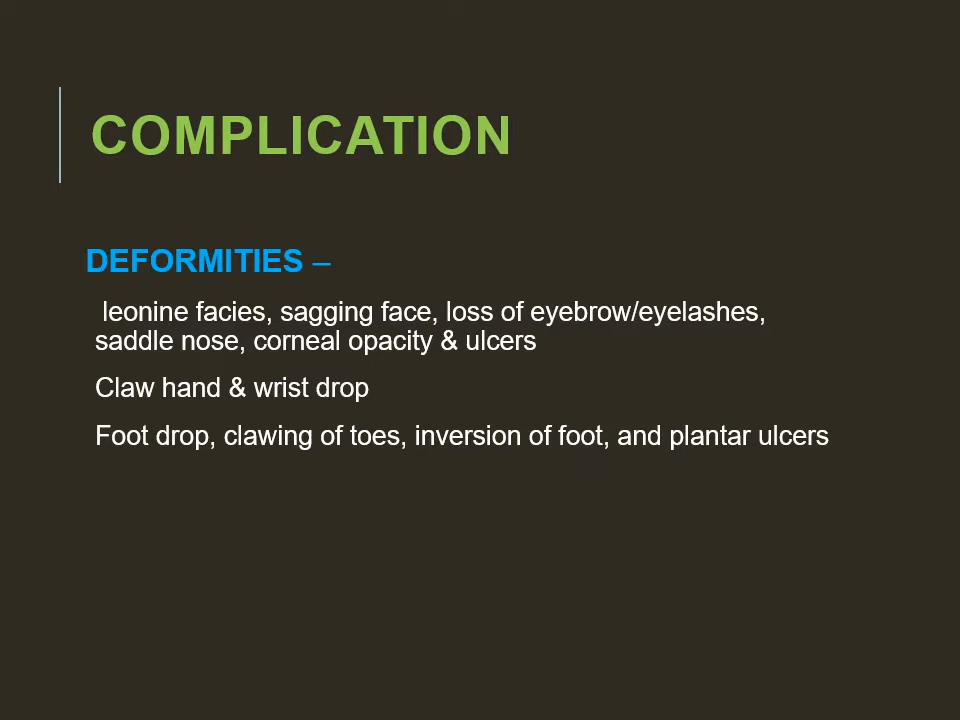 COMPLICATION
DEFORMITIES –
leonine facies, sagging face, loss of eyebrow/eyelashes,
saddle nose, corneal opacity & ulcers
Claw hand & wrist drop
Foot drop, clawing of toes, inversion of foot, and plantar ulcers